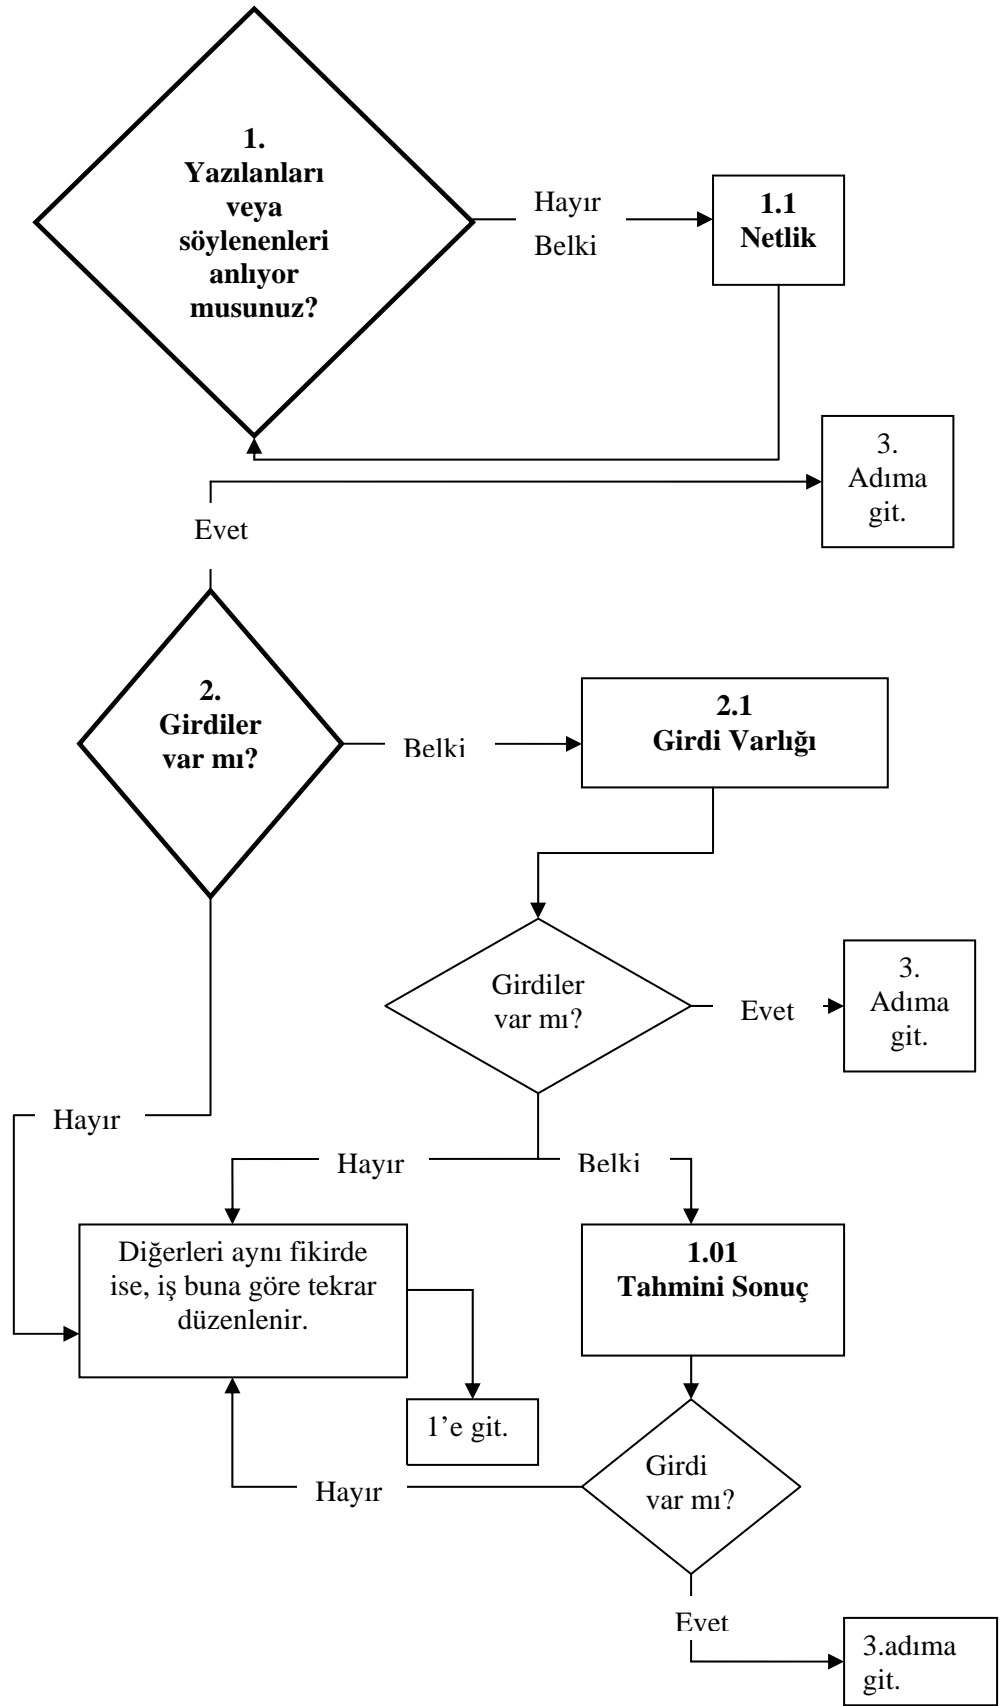 1.
Yazılanları
veya
söylenenleri
anlıyor
musunuz?
Hayır
Belki
1.1
Netlik
3.
Adıma
git.
Evet
2.
Girdiler
var mı?
Belki
2.1
Girdi Varlığı
Girdiler
var mı?
Evet
3.
Adıma
git.
Hayır
Hayır
Belki
Diğerleri aynı fikirde
ise, iş buna göre tekrar
düzenlenir.
1.01
Tahmini Sonuç
1’e git.
Girdi
var mı?
Hayır
Evet
3.adıma
git.